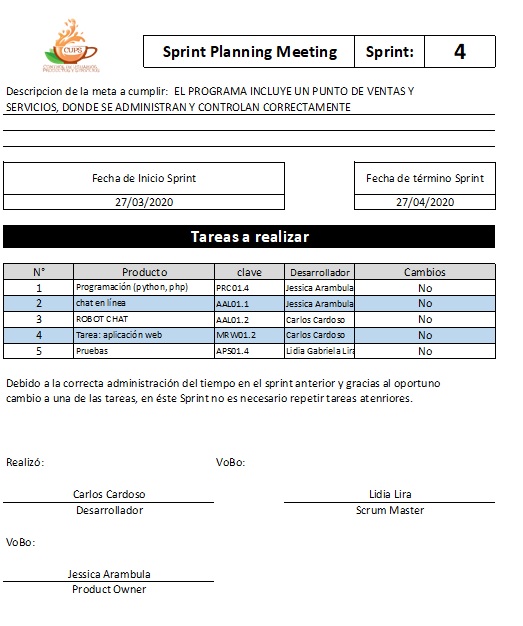 CUPS
Sprint Planning Meeting Sprint: 4
Descripcion de la meta a cumplir: EL PROGRAMA INCLUYE UN PUNTO DE VENTAS Y
SERVICIOS, DONDE SE ADMINISTRAN Y CONTROLAN CORRECTAMENTE
Fecha de Inicio Sprint Fecha de término Sprint
27/03/2020 27/04/2020
Tareas a realizar
N° Producto clave Desarrollador Cambios
1 Programación (python, php) PRC01.4 Jessica Arambula No
2 chat en línea AAL01.1 Jessica Arambula No
3 ROBOT CHAT AAL01.2 Carlos Cardoso No
4 Tarea: aplicación web MRW01.2 Carlos Cardoso No
5 Pruebas APS01.4 Lidia Gabriela Lira No
Debido a la correcta administración del tiempo en el sprint anterior y gracias al oportuno
cambio a una de las tareas, en éste Sprint no es necesario repetir tareas atenriores.
Realizó: VoBo:
Carlos Cardoso Lidia Lira
Desarrollador Scrum Master
VoBo:
Jessica Arambula
Product Owner